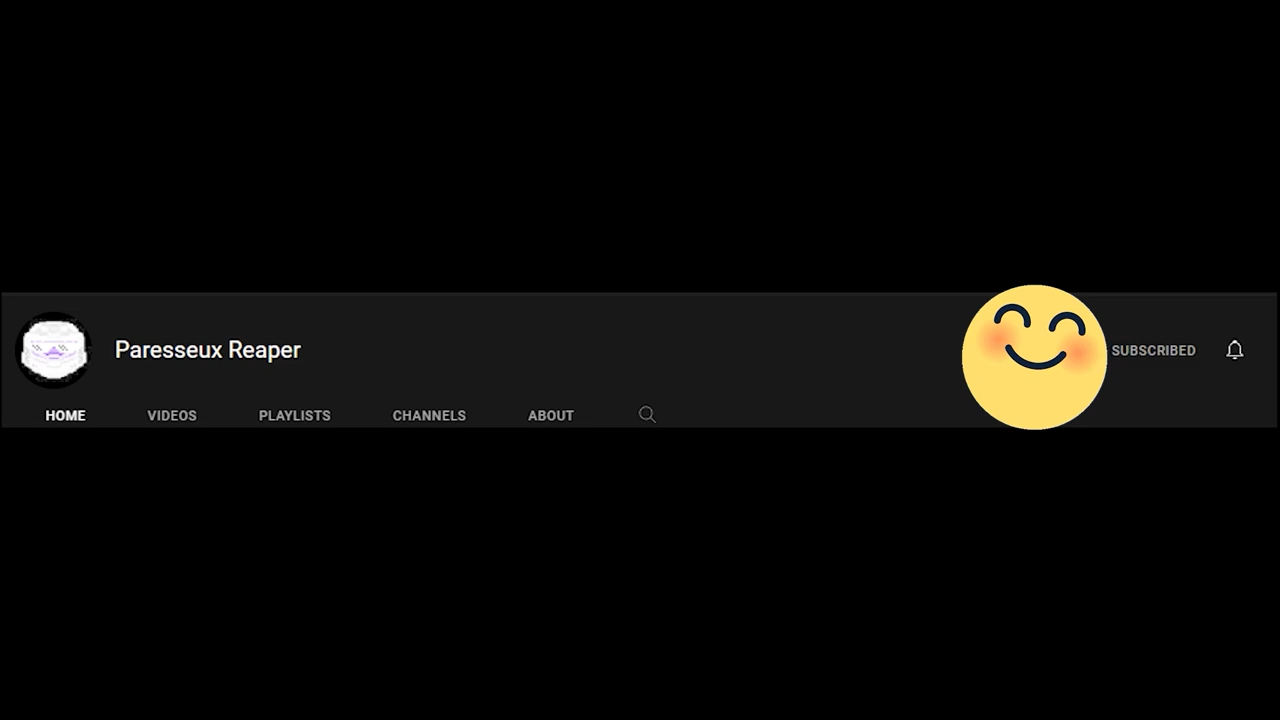 Paresseux Reaper
SUBSCRIBED
HOME VIDEOS PLAYLISTS CHANNELS ABOUT